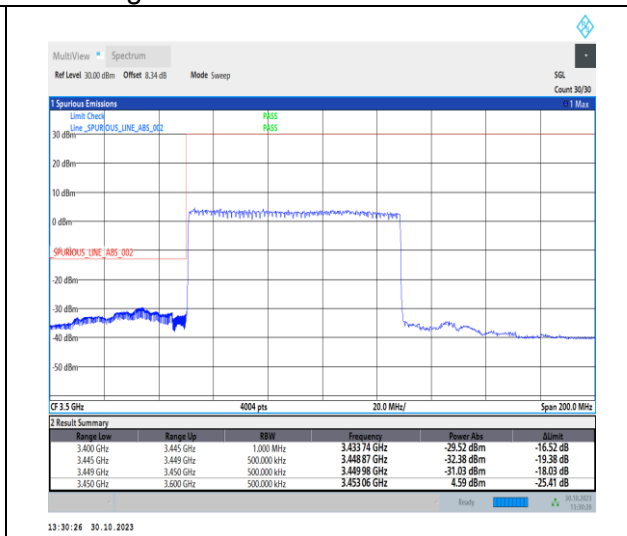 MultiView Spectrum
Ref Level 30.00 dBm Offset 8.34 dB Mode Sweep SGL
Count 30/30
1 Spurious Emissions 1 Max
Limit Check PASS
Line _SPURIOUS_LINE_ABS_002 PASS
30 dBm
20 dBm
10 dBm
0 dBm
_SPURIOUS_LINE_ABS_002
-20 dBm
-30 dBm
-40 dBm
-50 dBm
CF 3.5 GHz 4004 pts 20.0 MHz/ Span 200.0 MHz
2 Result Summary
Range Low Range Up RBW Frequency Power Abs ΔLimit
3.400 GHz 3.445 GHz 1.000 MHz 3.433 74 GHz -29.52 dBm -16.52 dB
3.445 GHz 3.449 GHz 500.000 kHz 3.448 87 GHz -32.38 dBm -19.38 dB
3.449 GHz 3.450 GHz 500.000 kHz 3.449 98 GHz -31.03 dBm -18.03 dB
3.450 GHz 3.600 GHz 500.000 kHz 3.453 06 GHz 4.59 dBm -25.41 dB
Ready 30.10.2023
13:30:26
13:30:26 30.10.2023